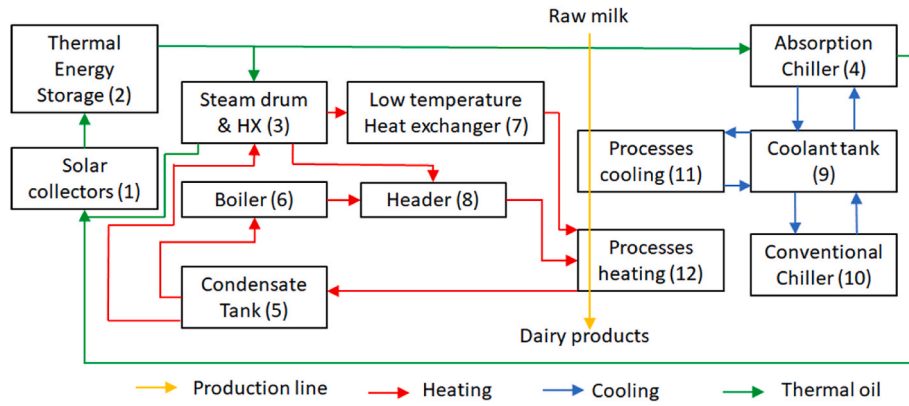 Raw milk
Thermal
Energy
Storage (2)
Absorption
Chiller (4)
Steam drum
& HX (3)
Low temperature
Heat exchanger (7)
Solar
collectors (1)
Processes
cooling (11)
Coolant tank
(9)
Boiler (6)
Header (8)
Processes
heating (12)
Conventional
Chiller (10)
Condensate
Tank (5)
Dairy products
Production line
Heating
Cooling
Thermal oil